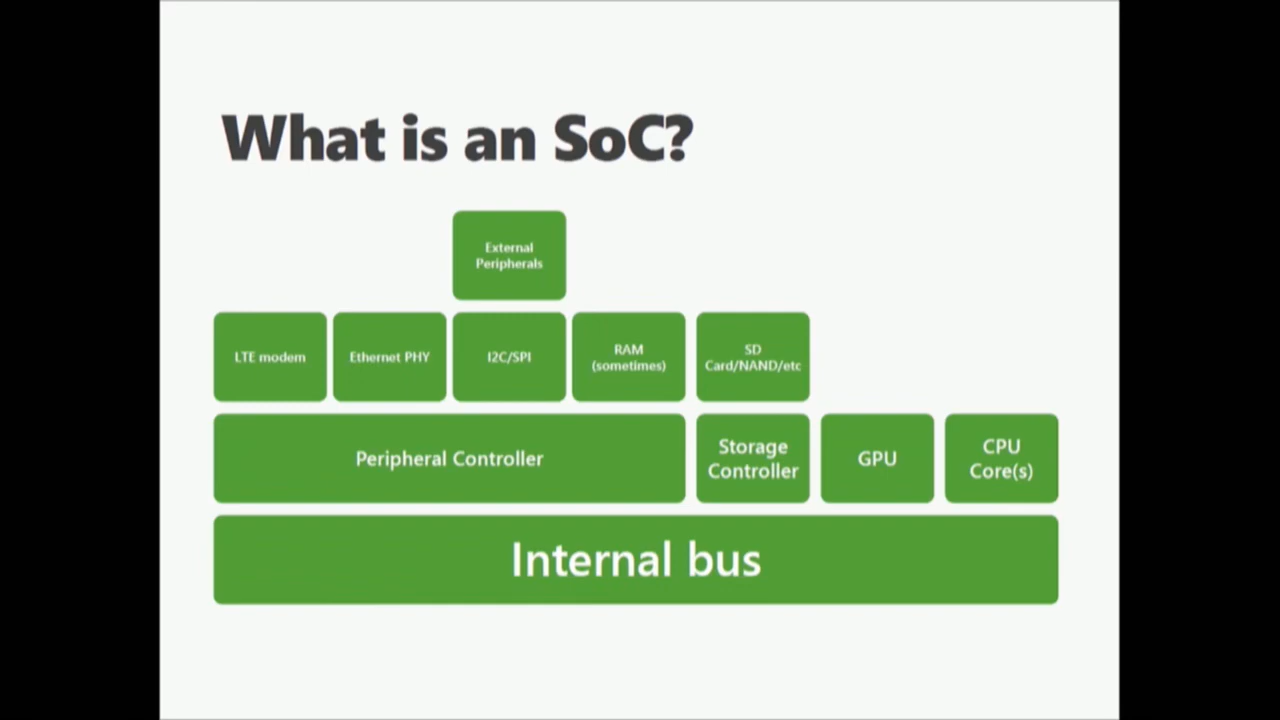 What is an SoC?
External
Peripherals
LTE modem
Ethernet PHY
I2C/SPI
RAM
(sometimes)
SD
Card/NAND/etc
Peripheral Controller
Storage
Controller
GPU
CPU
Core(s)
Internal bus